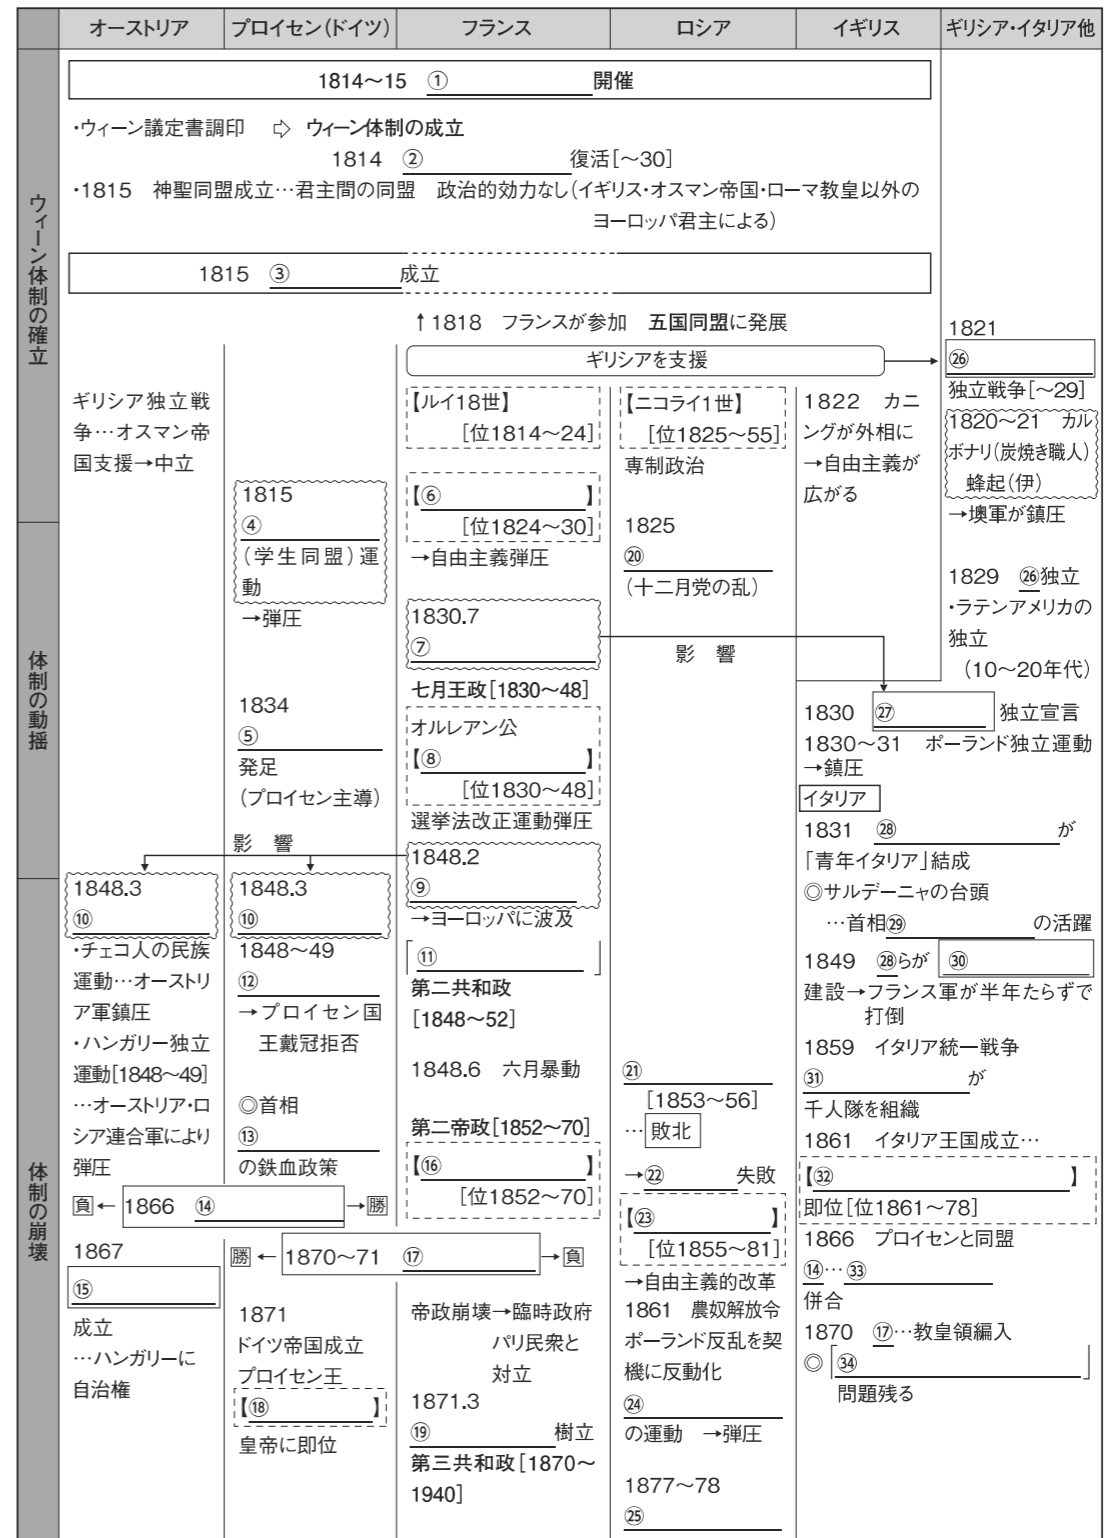 オーストリア
プロイセン(ドイツ)
フランス
ロシア
イギリス
ギリシア・イタリア他
ウィーン体制の確立
1814〜15 ① 開催
・ウィーン議定書調印 ⇨ ウィーン体制の成立
1814 ② 復活[〜30]
・1815 神聖同盟成立…君主間の同盟 政治的効力なし(イギリス・オスマン帝国・ローマ教皇以外の
ヨーロッパ君主による)
1815 ③ 成立
↑1818 フランスが参加 五国同盟に発展
ギリシアを支援
ギリシア独立戦
争…オスマン帝
国支援→中立
1815
④
(学生同盟)運
動
→弾圧
【ルイ18世】
[位1814〜24]
【⑥ 】
[位1824〜30]
→自由主義弾圧
【ニコライ1世】
[位1825〜55]
専制政治
1825
⑳
(十二月党の乱)
1822 カニ
ングが外相に
→自由主義が
広がる
1821
㉖
独立戦争[〜29]
1820〜21 カル
ボナリ(炭焼き職人)
蜂起(伊)
→墺軍が鎮圧
1829 ㉖独立
・ラテンアメリカの
独立
(10〜20年代)
体制の動揺
1834
⑤
発足
(プロイセン主導)
影 響
1830.7
⑦
七月王政[1830〜48]
オルレアン公
【⑧ 】
[位1830〜48]
選挙法改正運動弾圧
1848.2
⑨
→ヨーロッパに波及
影 響
1830 ㉗ 独立宣言
1830〜31 ポーランド独立運動
→鎮圧
イタリア
1831 ㉘ が
「青年イタリア」結成
◎サルデーニャの台頭
…首相㉙ の活躍
1849 ㉘らが ㉚
建設→フランス軍が半年たらずで
打倒
1859 イタリア統一戦争
㉛ が
千人隊を組織
1861 イタリア王国成立…
【㉜ 】
即位[位1861〜78]
1866 プロイセンと同盟
⑭…㉝
併合
1870 ⑰…教皇領編入
◎「㉞ 」
問題残る
体制の崩壊
1848.3
⑩
・チェコ人の民族
運動…オーストリ
ア軍鎮圧
・ハンガリー独立
運動[1848〜49]
…オーストリア・ロ
シア連合軍により
弾圧
負←1866 ⑭ →勝
1867
⑮
成立
…ハンガリーに
自治権
1848.3
⑩
1848〜49
⑫
→プロイセン国
王戴冠拒否
◎首相
⑬
の鉄血政策
勝←1870〜71 ⑰ →負
1871
ドイツ帝国成立
プロイセン王
【⑱ 】
皇帝に即位
「⑪ 」
第二共和政
[1848〜52]
1848.6 六月暴動
第二帝政[1852〜70]
【⑯ 】
[位1852〜70]
帝政崩壊→臨時政府
パリ民衆と
対立
1871.3
⑲ 樹立
第三共和政[1870〜
1940]
㉑
[1853〜56]
…敗北
→㉒ 失敗
【㉓ 】
[位1855〜81]
→自由主義的改革
1861 農奴解放令
ポーランド反乱を契
機に反動化
㉔
の運動 →弾圧
1877〜78
㉕